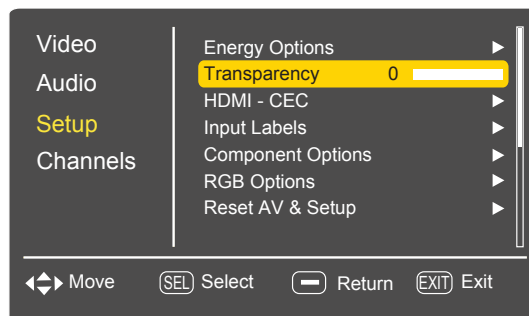 Video
Audio
Setup
Channels
Energy Options
Transparency 0
HDMI - CEC
Input Labels
Component Options
RGB Options
Reset AV & Setup
Move SEL Select Return EXIT Exit